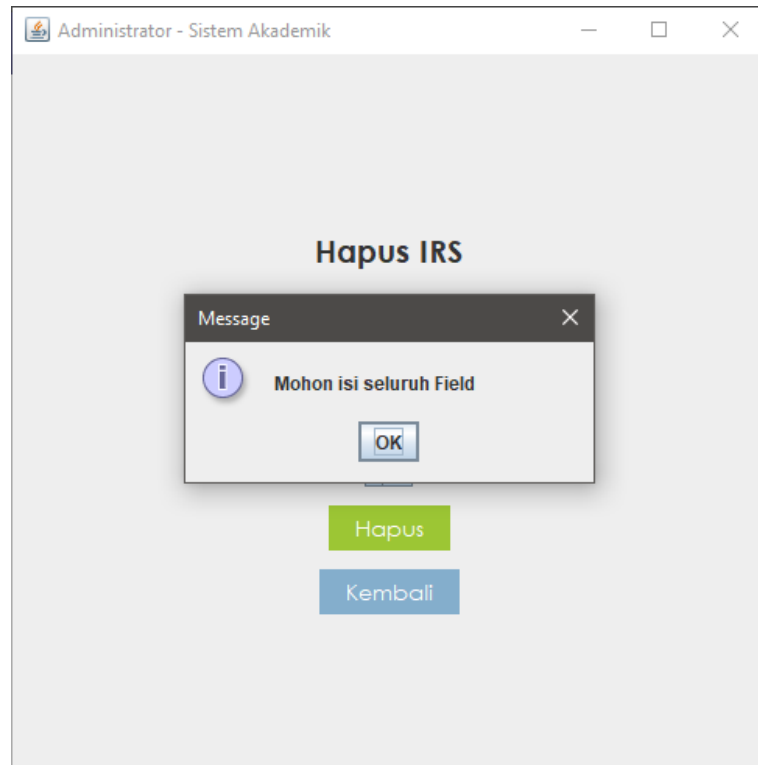 Administrator - Sistem Akademik
Hapus IRS
Message
Mohon isi seluruh Field
OK
Hapus
Kembali